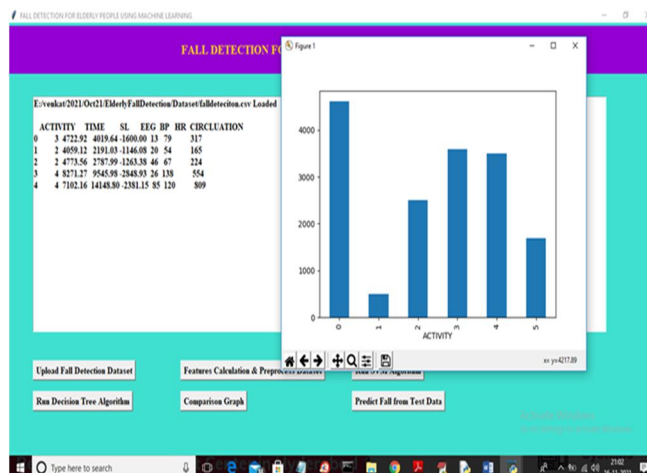 FALL DETECTION FOR ELDERLY PEOPLE USING MACHINE LEARNING
FALL DETECTION FO
Figure 1
E:/venkat/2021/Oct21/ElderlyFallDetection/Dataset/falldeteciton.csv Loaded
ACTIVITY TIME SL EEG BP HR CIRCLUATION
0 3 4722.92 4019.64 -1600.00 13 79 317
1 2 4059.12 2191.03 -1146.08 20 54 165
2 2 4773.56 2787.99 -1263.38 46 67 224
3 4 8271.27 9545.98 -2848.93 26 138 554
4 4 7102.16 14148.80 -2381.15 85 120 809
4000
3000
2000
1000
0
0 1 2 3 4 5
ACTIVITY
x= y=4217.89
Upload Fall Detection Dataset
Features Calculation & Preprocess Dataset
Run SVM Algorithm
Run Decision Tree Algorithm
Comparison Graph
Predict Fall from Test Data
Type here to search
21:02